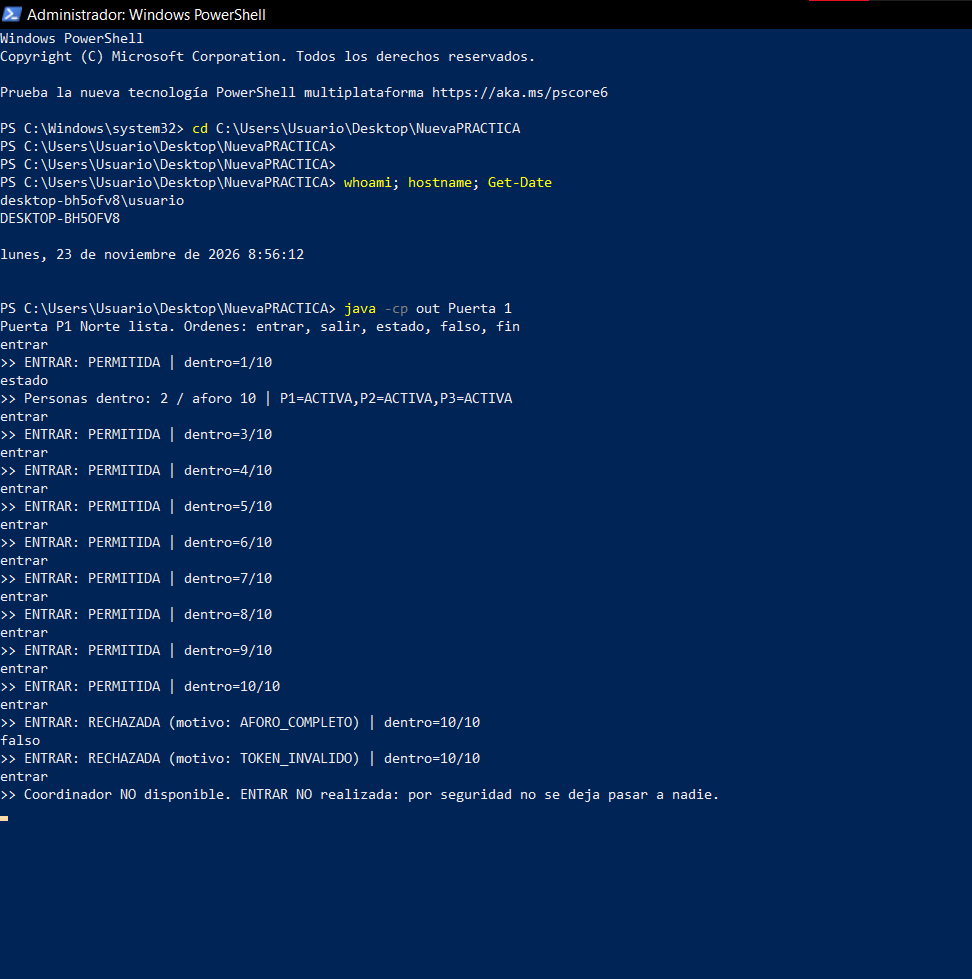 Administrador: Windows PowerShell
Windows PowerShell
Copyright (C) Microsoft Corporation. Todos los derechos reservados.
Prueba la nueva tecnología PowerShell multiplataforma https://aka.ms/pscore6
PS C:\Windows\system32> cd C:\Users\Usuario\Desktop\NuevaPRACTICA
PS C:\Users\Usuario\Desktop\NuevaPRACTICA>
PS C:\Users\Usuario\Desktop\NuevaPRACTICA>
PS C:\Users\Usuario\Desktop\NuevaPRACTICA> whoami; hostname; Get-Date
desktop-bh5ofv8\usuario
DESKTOP-BH5OFV8
lunes, 23 de noviembre de 2026 8:56:12
PS C:\Users\Usuario\Desktop\NuevaPRACTICA> java -cp out Puerta 1
Puerta P1 Norte lista. Ordenes: entrar, salir, estado, falso, fin
entrar
>> ENTRAR: PERMITIDA | dentro=1/10
estado
>> Personas dentro: 2 / aforo 10 | P1=ACTIVA,P2=ACTIVA,P3=ACTIVA
entrar
>> ENTRAR: PERMITIDA | dentro=3/10
entrar
>> ENTRAR: PERMITIDA | dentro=4/10
entrar
>> ENTRAR: PERMITIDA | dentro=5/10
entrar
>> ENTRAR: PERMITIDA | dentro=6/10
entrar
>> ENTRAR: PERMITIDA | dentro=7/10
entrar
>> ENTRAR: PERMITIDA | dentro=8/10
entrar
>> ENTRAR: PERMITIDA | dentro=9/10
entrar
>> ENTRAR: PERMITIDA | dentro=10/10
entrar
>> ENTRAR: RECHAZADA (motivo: AFORO_COMPLETO) | dentro=10/10
falso
>> ENTRAR: RECHAZADA (motivo: TOKEN_INVALIDO) | dentro=10/10
entrar
>> Coordinador NO disponible. ENTRAR NO realizada: por seguridad no se deja pasar a nadie.